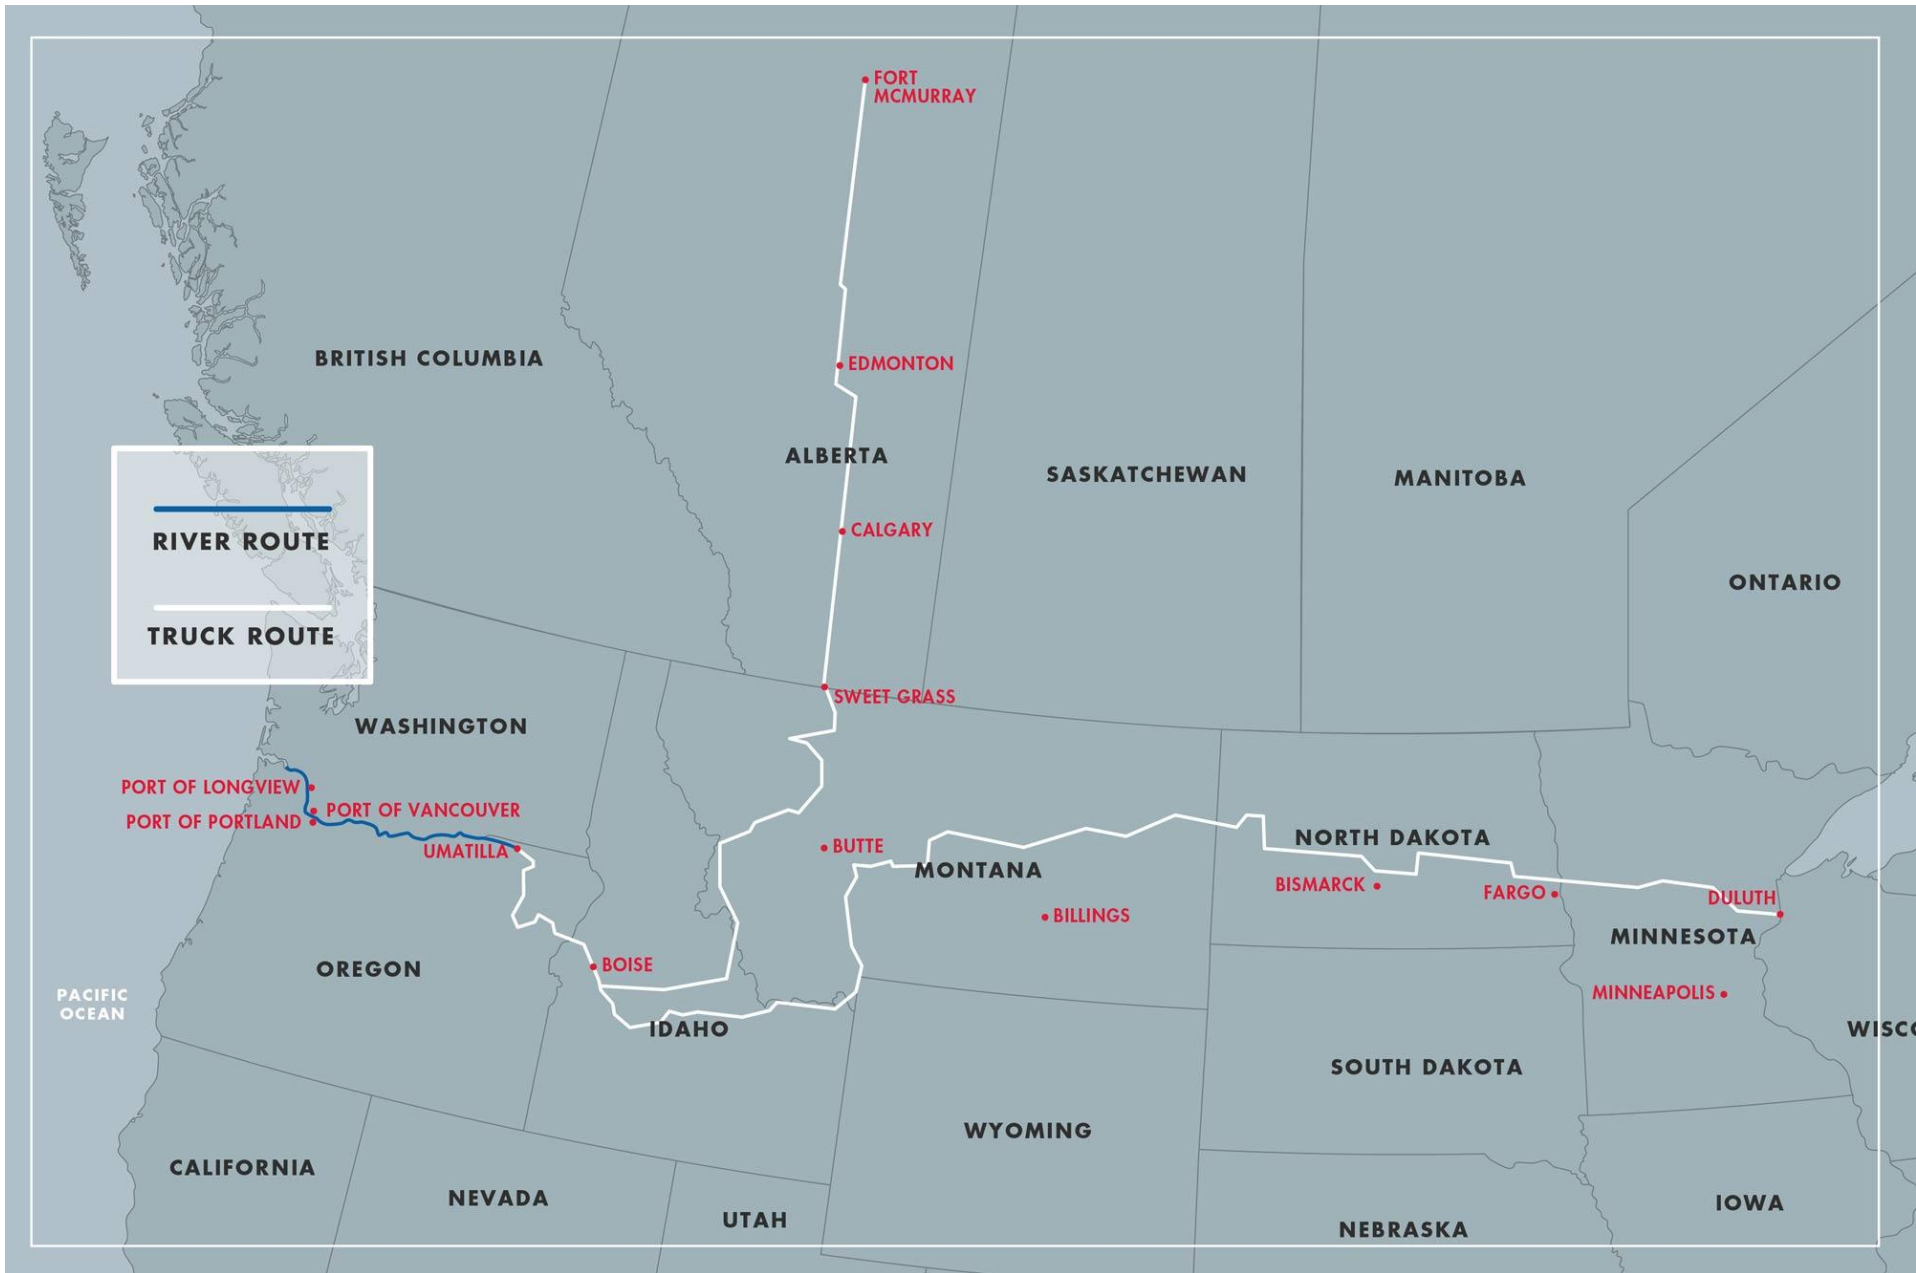 FORT
MCMURRAY
BRITISH COLUMBIA
EDMONTON
ALBERTA
SASKATCHEWAN
MANITOBA
CALGARY
ONTARIO
RIVER ROUTE
TRUCK ROUTE
SWEET GRASS
WASHINGTON
PORT OF LONGVIEW
PORT OF VANCOUVER
PORT OF PORTLAND
UMATILLA
BUTTE
MONTANA
NORTH DAKOTA
BISMARCK
FARGO
DULUTH
BILLINGS
MINNESOTA
OREGON
BOISE
PACIFIC
OCEAN
MINNEAPOLIS
IDAHO
WISCO
SOUTH DAKOTA
WYOMING
CALIFORNIA
NEVADA
UTAH
NEBRASKA
IOWA